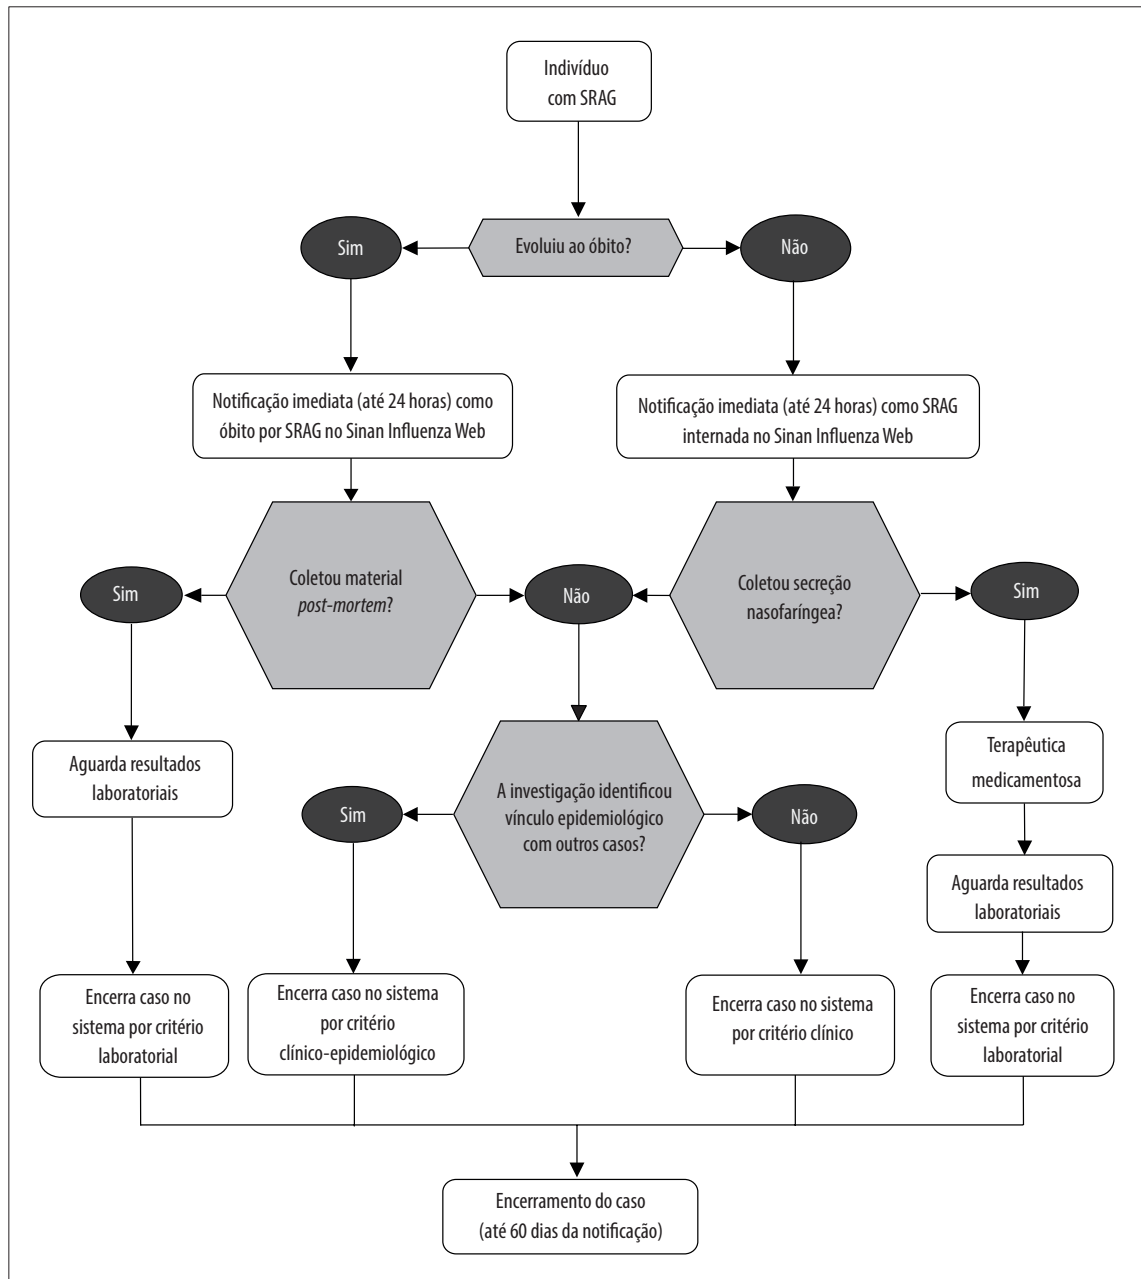 Indivíduo
com SRAG
Evoluiu ao óbito?
Sim
Não
Notificação imediata (até 24 horas) como
óbito por SRAG no Sinan Influenza Web
Notificação imediata (até 24 horas) como SRAG
internada no Sinan Influenza Web
Coletou material
post-mortem?
Sim
Não
Coletou secreção
nasofaríngea?
Sim
Aguarda resultados
laboratoriais
A investigação identificou
vínculo epidemiológico
com outros casos?
Sim
Não
Terapêutica
medicamentosa
Aguarda resultados
laboratoriais
Encerra caso no
sistema por critério
laboratorial
Encerra caso no sistema
por critério
clínico-epidemiológico
Encerra caso no sistema
por critério clínico
Encerra caso no
sistema por critério
laboratorial
Encerramento do caso
(até 60 dias da notificação)